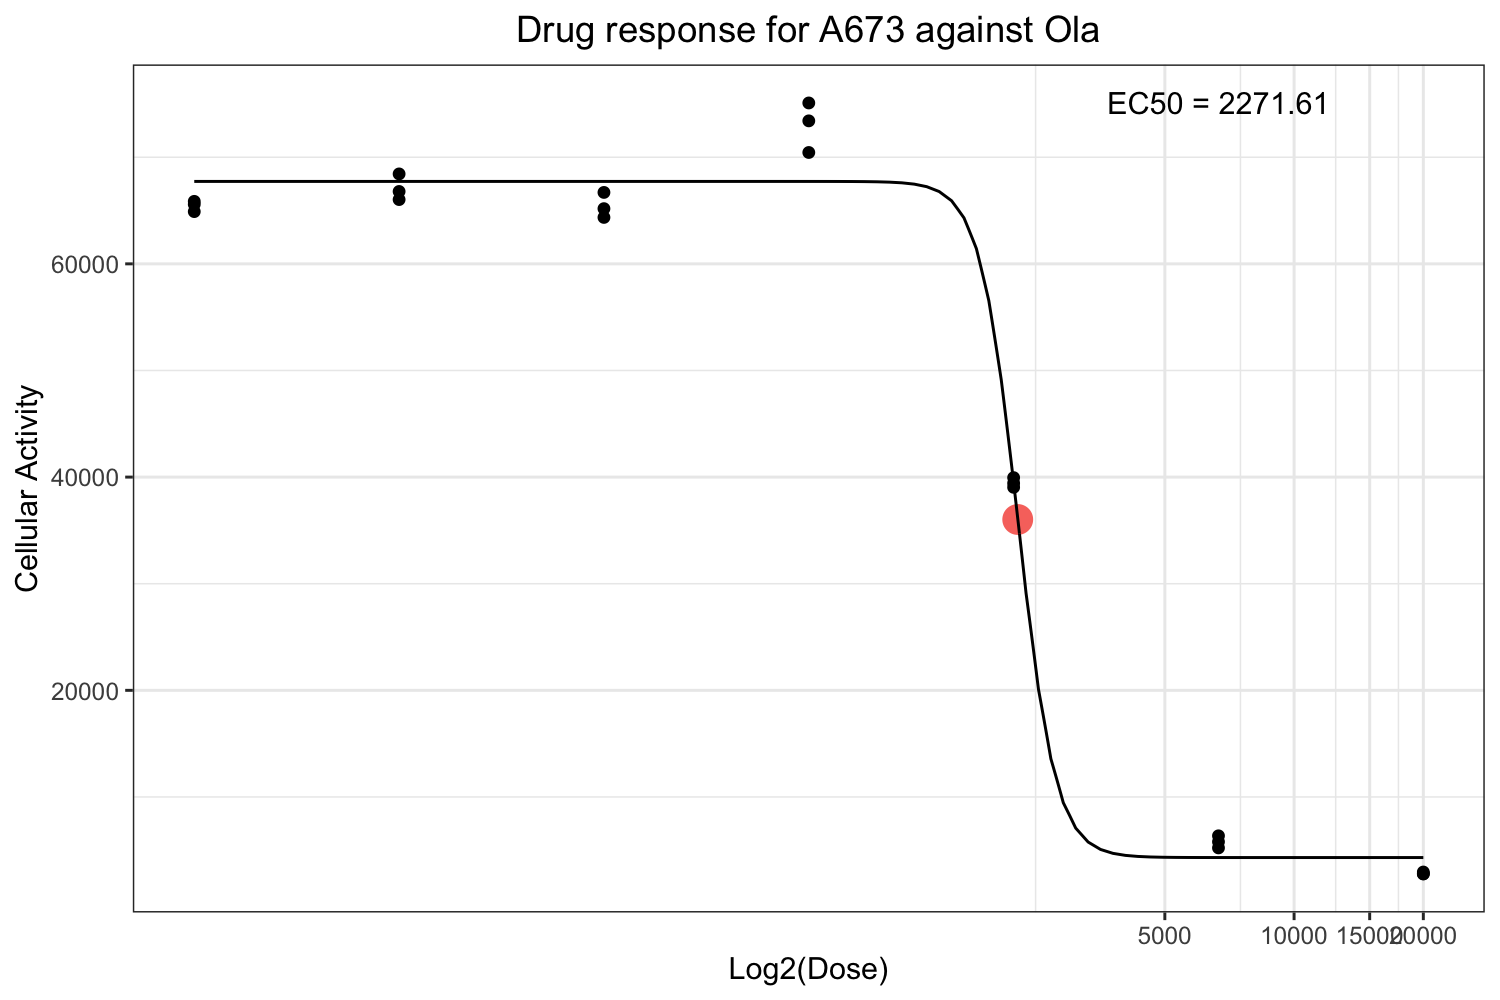 Drug response for A673 against Ola
EC50 = 2271.61
60000
40000
20000
Cellular Activity
5000 10000 15000 20000
Log2(Dose)